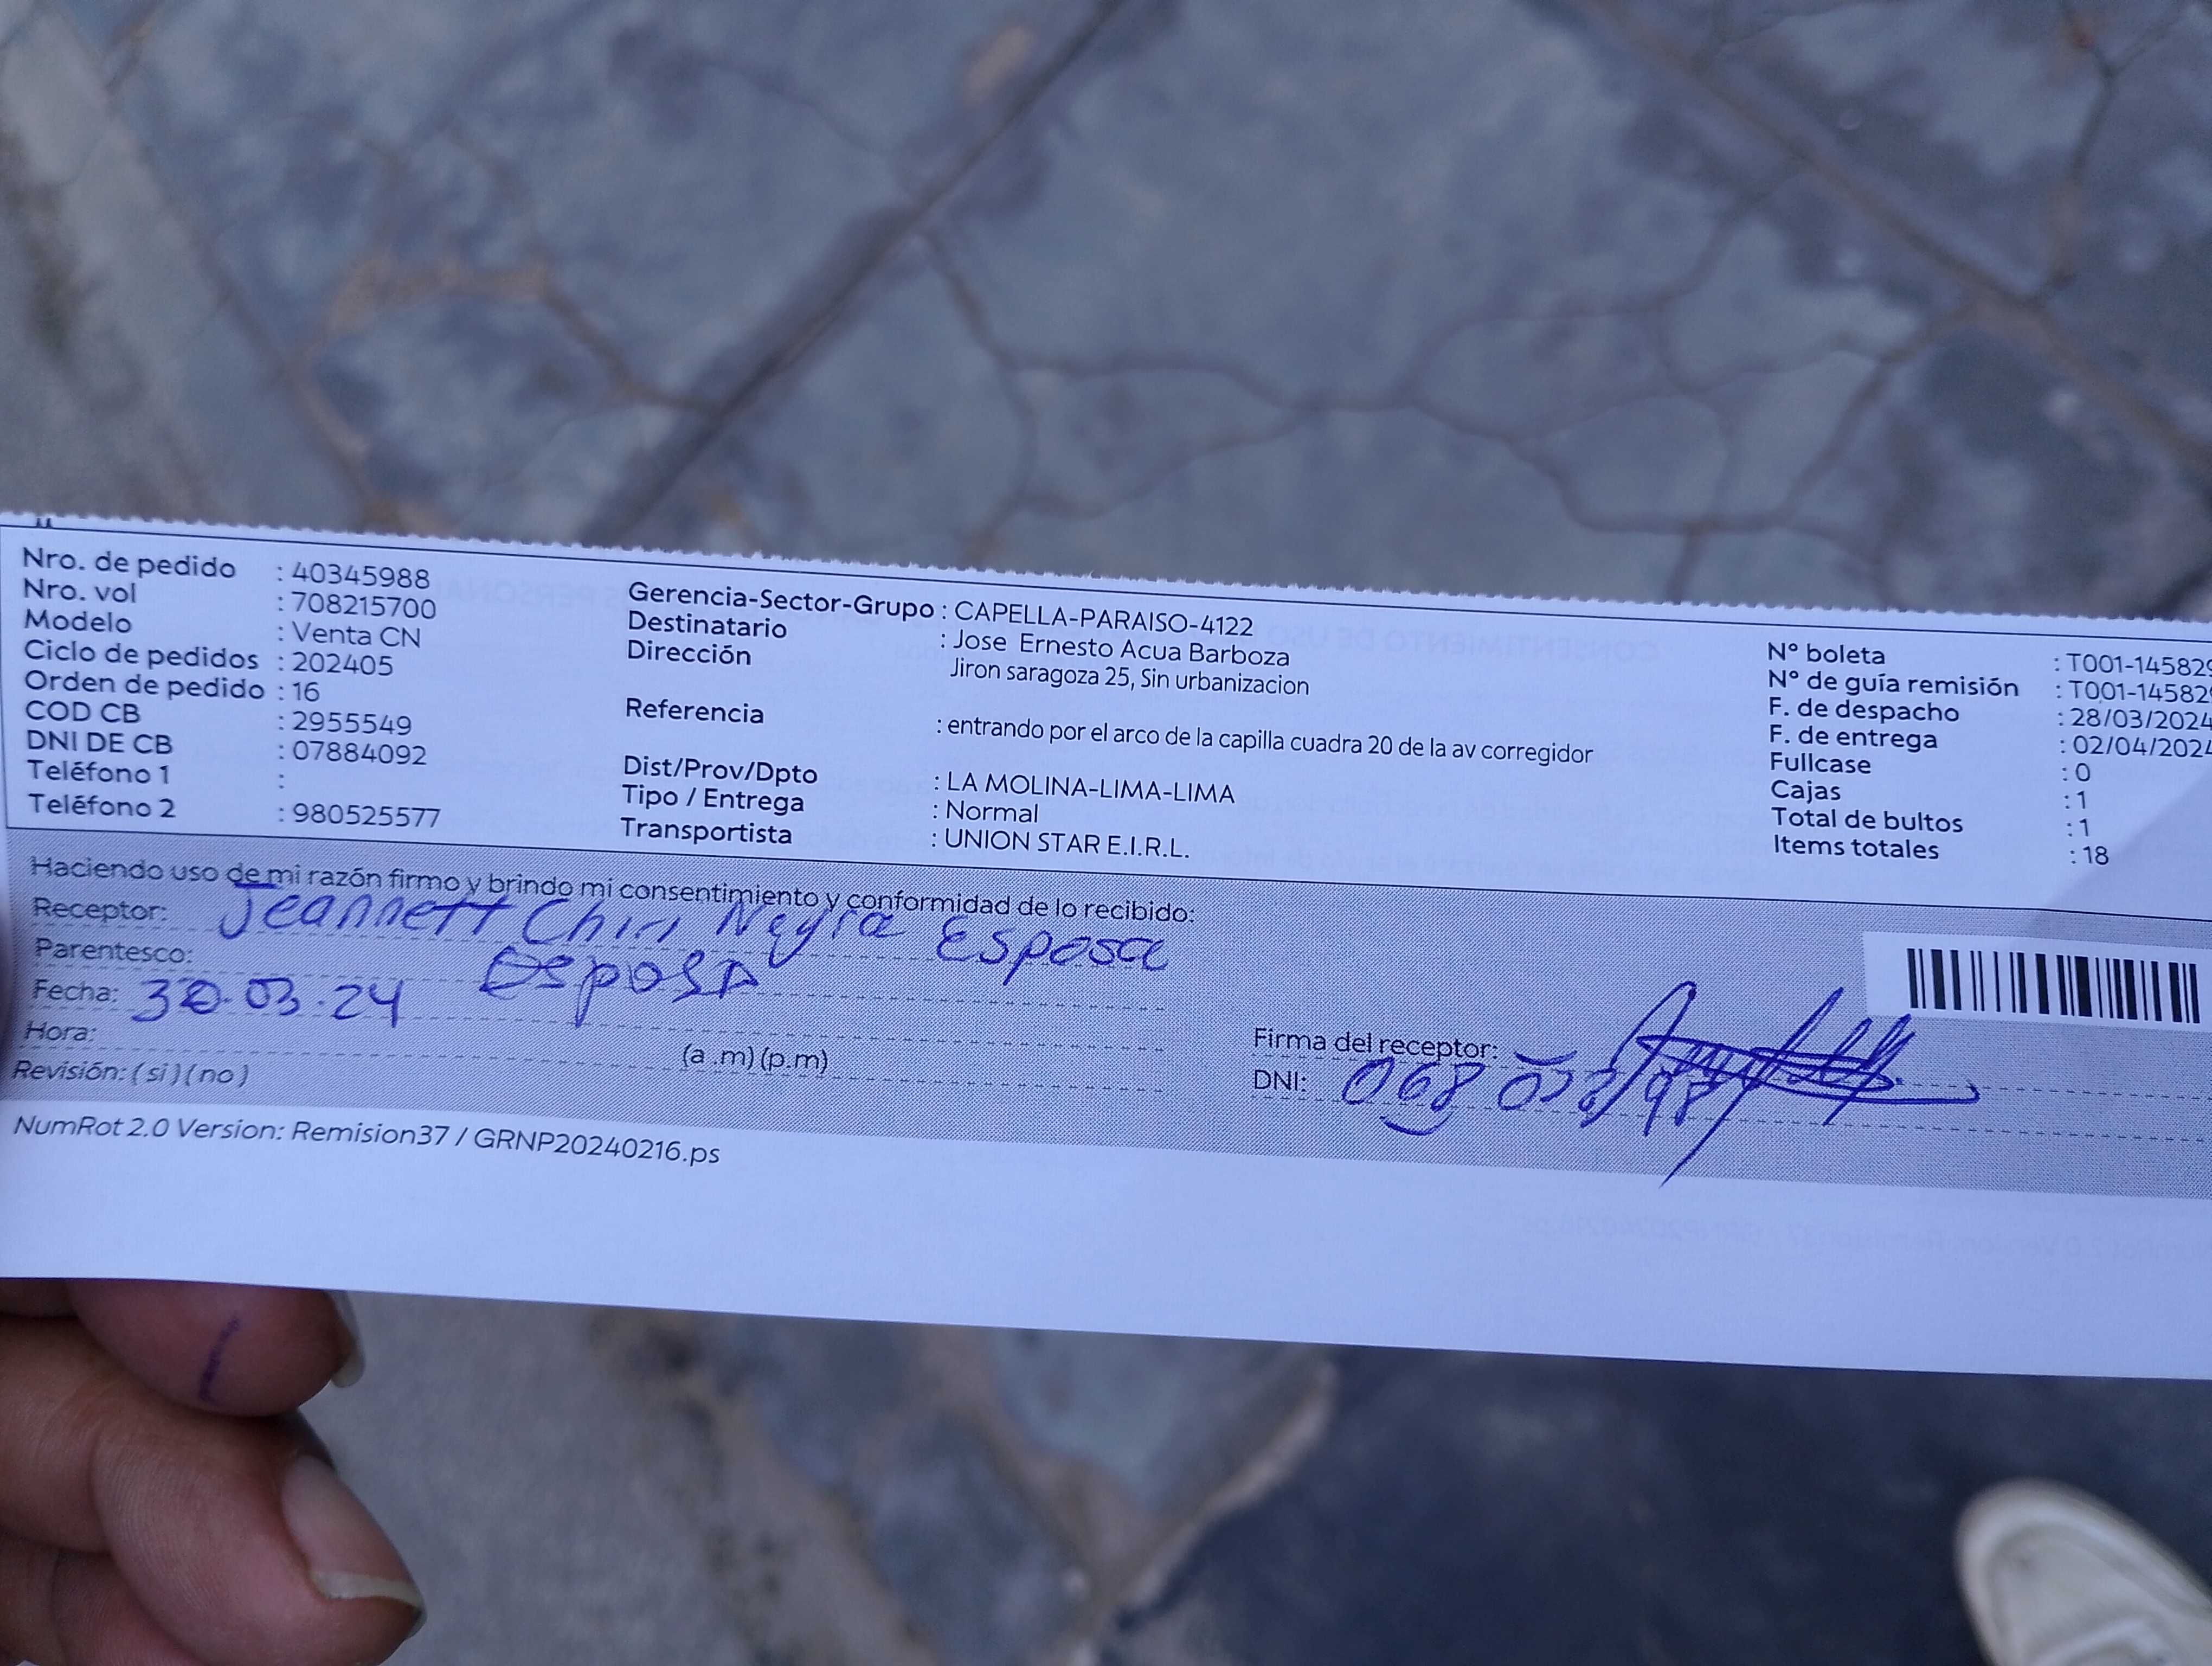 Nro. de pedido : 40345988
Nro. vol : 708215700
Modelo : Venta CN
Ciclo de pedidos : 202405
Orden de pedido : 16
COD CB : 2955549
DNI DE CB : 07884092
Teléfono 1 :
Teléfono 2 : 980525577
Gerencia-Sector-Grupo : CAPELLA-PARAISO-4122
Destinatario : Jose Ernesto Acua Barboza
Dirección Jiron saragoza 25, Sin urbanizacion
Referencia : entrando por el arco de la capilla cuadra 20 de la av corregidor
Dist/Prov/Dpto : LA MOLINA-LIMA-LIMA
Tipo / Entrega : Normal
Transportista : UNION STAR E.I.R.L.
N° boleta : T001-145829
N° de guía remisión : T001-145829
F. de despacho : 28/03/2024
F. de entrega : 02/04/2024
Fullcase : 0
Cajas : 1
Total de bultos : 1
Items totales : 18
Haciendo uso de mi razón firmo y brindo mi consentimiento y conformidad de lo recibido:
Receptor: Jeannett Chiri Neyra Esposa
Parentesco: Esposa
Fecha: 30.03.24
Hora: (a.m) (p.m)
Revisión: ( si ) ( no )
Firma del receptor:
DNI:
NumRot 2.0 Version: Remision37 / GRNP20240216.ps